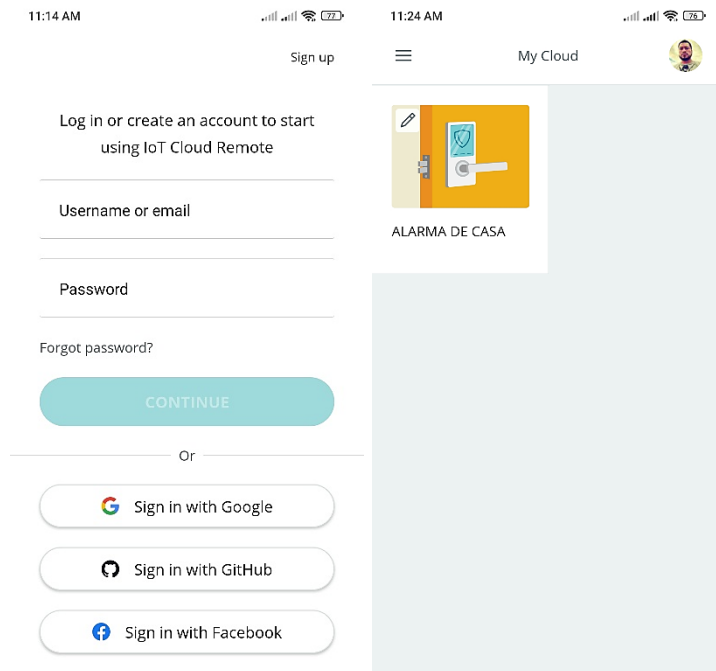 11:14 AM
77
Sign up
Log in or create an account to start
using IoT Cloud Remote
Username or email
Password
Forgot password?
CONTINUE
Or
Sign in with Google
Sign in with GitHub
Sign in with Facebook
11:24 AM
76
My Cloud
ALARMA DE CASA